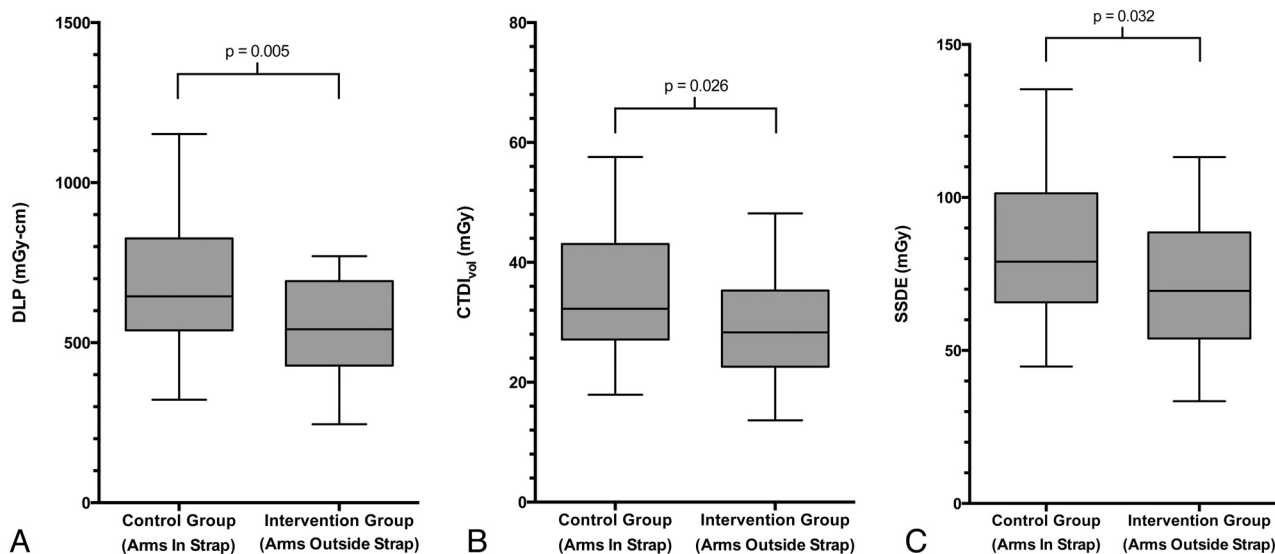 1500
1000
500
0
DLP (mGy-cm)
p = 0.005
Control Group
(Arms In Strap)
Intervention Group
(Arms Outside Strap)
A
80
60
40
20
0
CTDIvol (mGy)
p = 0.026
Control Group
(Arms In Strap)
Intervention Group
(Arms Outside Strap)
B
150
100
50
0
SSDE (mGy)
p = 0.032
Control Group
(Arms In Strap)
Intervention Group
(Arms Outside Strap)
C